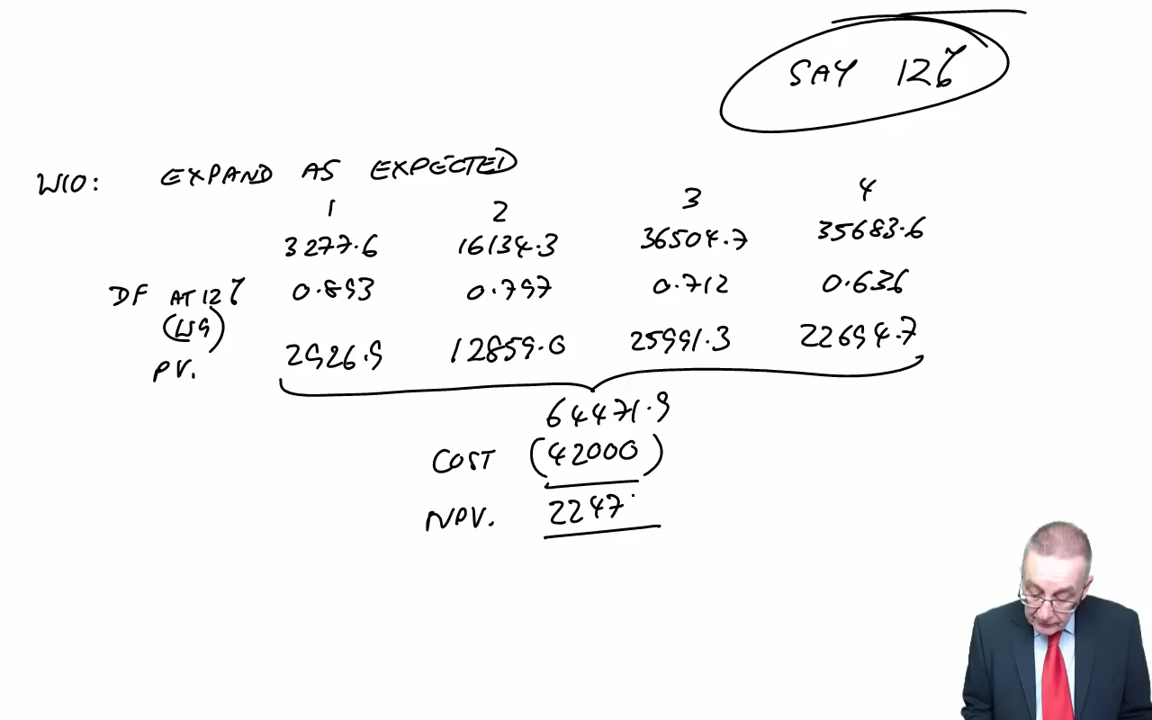 SAY 12%
W10: EXPAND AS EXPECTED
1 2 3 4
3277.6 16134.3 36504.7 35683.6
DF AT 12% 0.893 0.797 0.712 0.636
(W9)
PV. 2926.9 12859.0 25991.3 22694.7
64471.9
COST (42000)
NPV. 2247